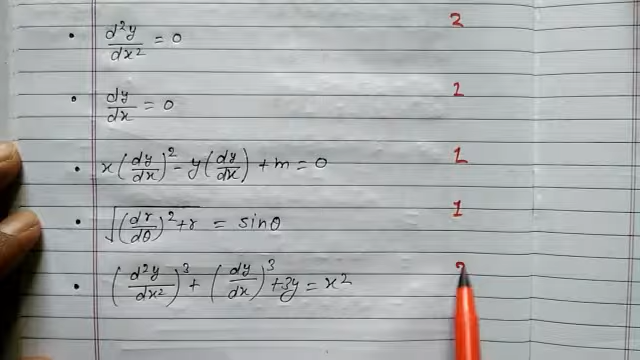 • d²y/dx² = 0 2
• dy/dx = 0 1
• x(dy/dx)² - y(dy/dx) + m = 0 1
• √((dr/dθ)² + r) = sinθ 1
• (d²y/dx²)³ + (dy/dx)³ + 3y = x²